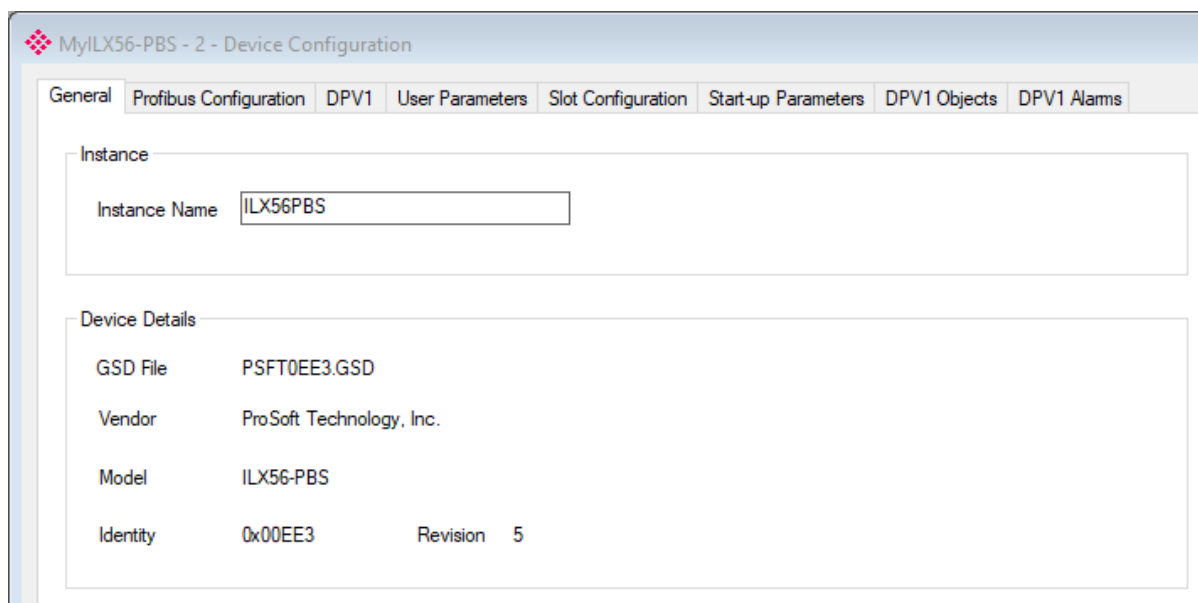 MyILX56-PBS - 2 - Device Configuration
General Profibus Configuration DPV1 User Parameters Slot Configuration Start-up Parameters DPV1 Objects DPV1 Alarms
Instance
Instance Name ILX56PBS
Device Details
GSD File PSFT0EE3.GSD
Vendor ProSoft Technology, Inc.
Model ILX56-PBS
Identity 0x00EE3 Revision 5